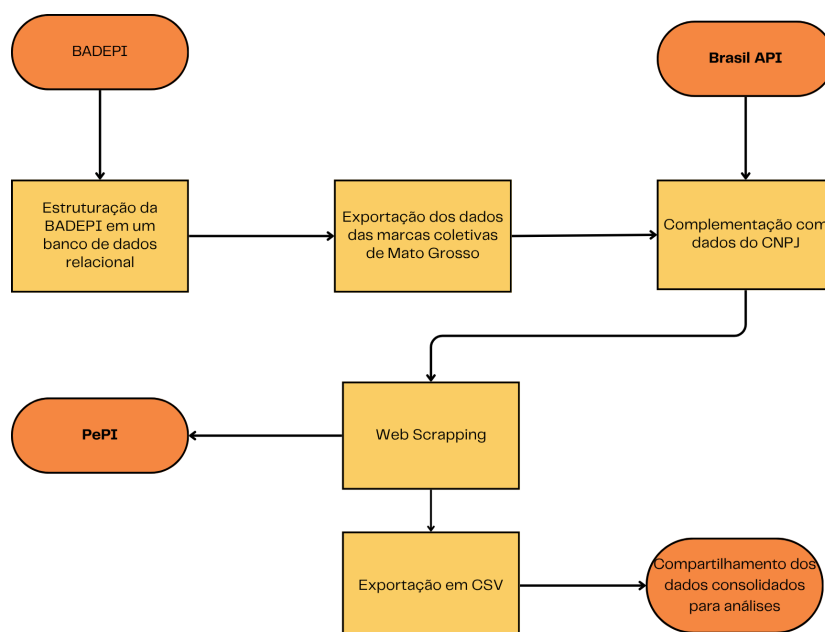 BADEPI
Brasil API
Estruturação da
BADEPI em um
banco de dados
relacional
Exportação dos dados
das marcas coletivas
de Mato Grosso
Complementação com
dados do CNPJ
PePI
Web Scrapping
Exportação em CSV
Compartilhamento dos
dados consolidados
para análises